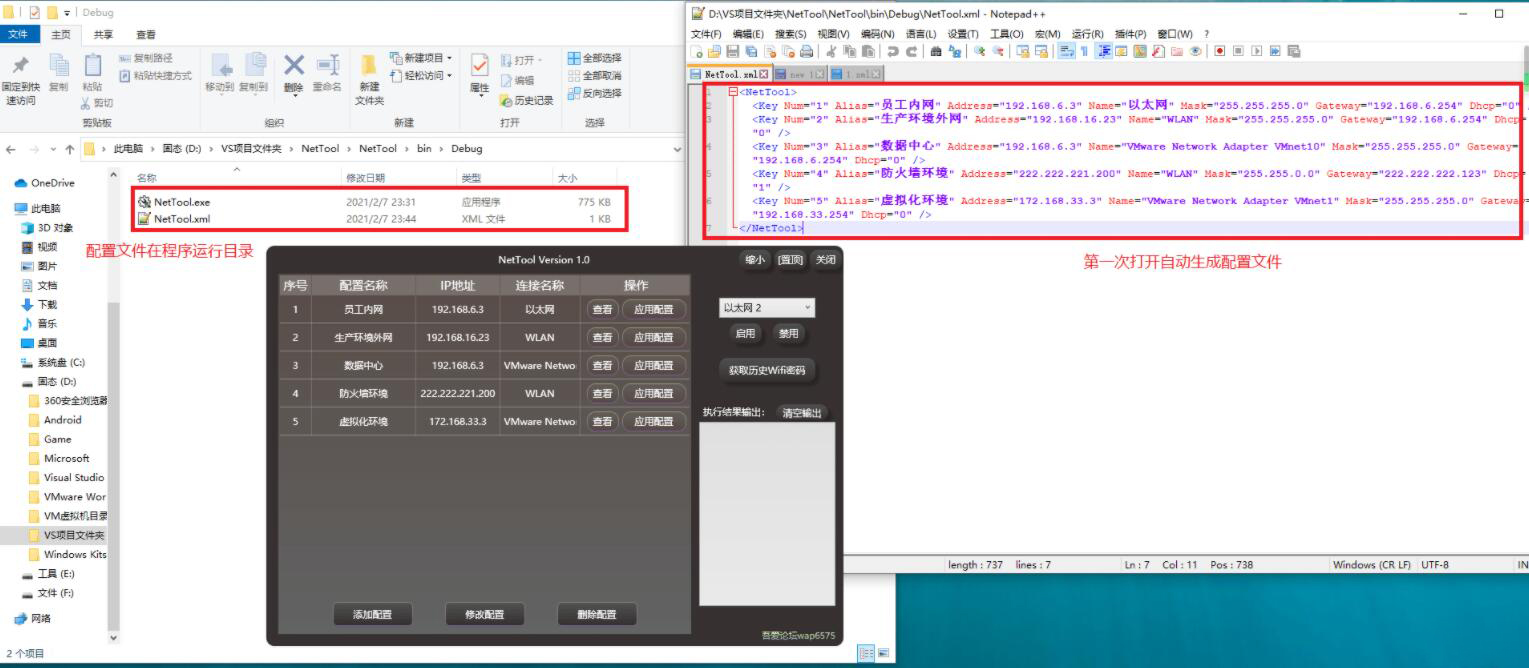 Debug
文件 主页 共享 查看
固定到快速访问
复制
粘贴
复制路径
粘贴快捷方式
剪切
剪贴板
移动到 复制到 删除 重命名
组织
新建文件夹
新建项目
轻松访问
新建
属性
打开
编辑
历史记录
打开
全部选择
全部取消
反向选择
选择
此电脑 › 固态 (D:) › VS项目文件夹 › NetTool › NetTool › bin › Debug
名称 修改日期 类型 大小
NetTool.exe 2021/2/7 23:31 应用程序 775 KB
NetTool.xml 2021/2/7 23:44 XML 文件 1 KB
配置文件在程序运行目录
OneDrive
此电脑
3D 对象
视频
图片
文档
下载
音乐
桌面
系统盘 (C:)
固态 (D:)
360安全浏览器
Android
Game
Microsoft
Visual Studio
VMware Wor
VM虚拟机目录
VS项目文件夹
Windows Kits
工具 (E:)
文件 (F:)
网络
2 个项目
D:\VS项目文件夹\NetTool\NetTool\bin\Debug\NetTool.xml - Notepad++
文件(F) 编辑(E) 搜索(S) 视图(V) 编码(N) 语言(L) 设置(T) 工具(O) 宏(M) 运行(R) 插件(P) 窗口(W) ?
NetTool.xml new 1 1 xml
1 <NetTool>
2 <Key Num="1" Alias="员工内网" Address="192.168.6.3" Name="以太网" Mask="255.255.255.0" Gateway="192.168.6.254" Dhcp="0"
3 <Key Num="2" Alias="生产环境外网" Address="192.168.16.23" Name="WLAN" Mask="255.255.255.0" Gateway="192.168.6.254" Dhcp=
"0" />
4 <Key Num="3" Alias="数据中心" Address="192.168.6.3" Name="VMware Network Adapter VMnet10" Mask="255.255.255.0" Gateway=
"192.168.6.254" Dhcp="0" />
5 <Key Num="4" Alias="防火墙环境" Address="222.222.221.200" Name="WLAN" Mask="255.0.0.0" Gateway="222.222.222.123" Dhcp=
"1" />
6 <Key Num="5" Alias="虚拟化环境" Address="172.168.33.3" Name="VMware Network Adapter VMnet1" Mask="255.255.255.0" Gateway=
"192.168.33.254" Dhcp="0" />
7 </NetTool>
第一次打开自动生成配置文件
length : 737 lines : 7 Ln : 7 Col : 11 Pos : 738 Windows (CR LF) UTF-8 IN
NetTool Version 1.0
缩小 [置顶] 关闭
序号 配置名称 IP地址 连接名称 操作
1 员工内网 192.168.6.3 以太网 查看 应用配置
2 生产环境外网 192.168.16.23 WLAN 查看 应用配置
3 数据中心 192.168.6.3 VMware Netwo 查看 应用配置
4 防火墙环境 222.222.221.200 WLAN 查看 应用配置
5 虚拟化环境 172.168.33.3 VMware Netwo 查看 应用配置
以太网 2
启用 禁用
获取历史Wifi密码
执行结果输出: 清空输出
添加配置 修改配置 删除配置
吾爱论坛wap6575